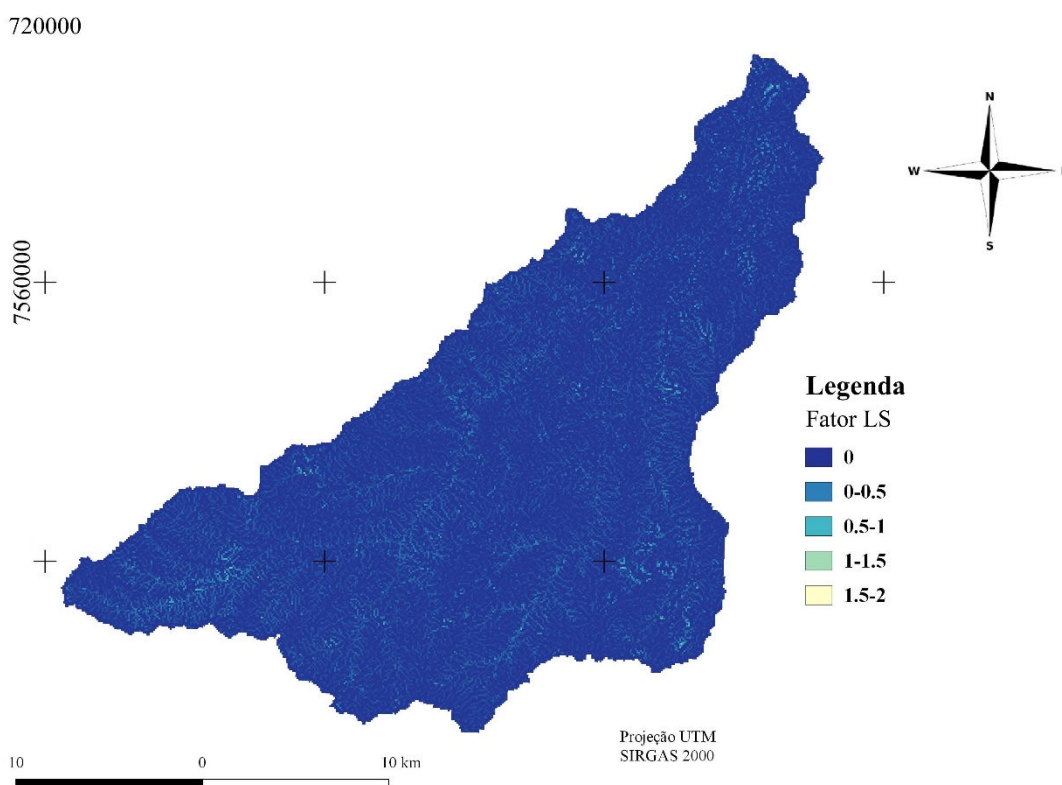 720000
N
W
S
7560000
Legenda
Fator LS
0
0-0.5
0.5-1
1-1.5
1.5-2
Projeção UTM
SIRGAS 2000
10 0 10 km